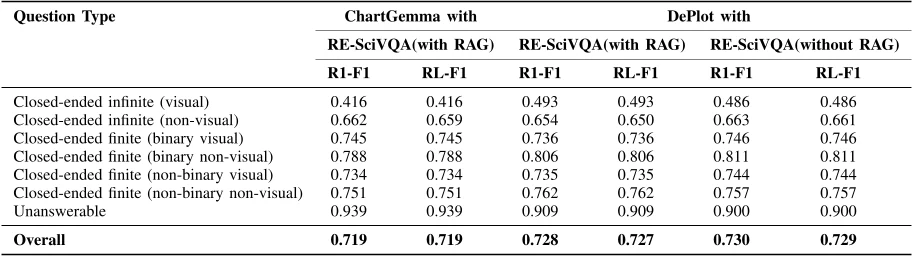 Question Type ChartGemma with DePlot with
RE-SciVQA(with RAG) RE-SciVQA(with RAG) RE-SciVQA(without RAG)
R1-F1 RL-F1 R1-F1 RL-F1 R1-F1 RL-F1
Closed-ended infinite (visual) 0.416 0.416 0.493 0.493 0.486 0.486
Closed-ended infinite (non-visual) 0.662 0.659 0.654 0.650 0.663 0.661
Closed-ended finite (binary visual) 0.745 0.745 0.736 0.736 0.746 0.746
Closed-ended finite (binary non-visual) 0.788 0.788 0.806 0.806 0.811 0.811
Closed-ended finite (non-binary visual) 0.734 0.734 0.735 0.735 0.744 0.744
Closed-ended finite (non-binary non-visual) 0.751 0.751 0.762 0.762 0.757 0.757
Unanswerable 0.939 0.939 0.909 0.909 0.900 0.900
Overall 0.719 0.719 0.728 0.727 0.730 0.729